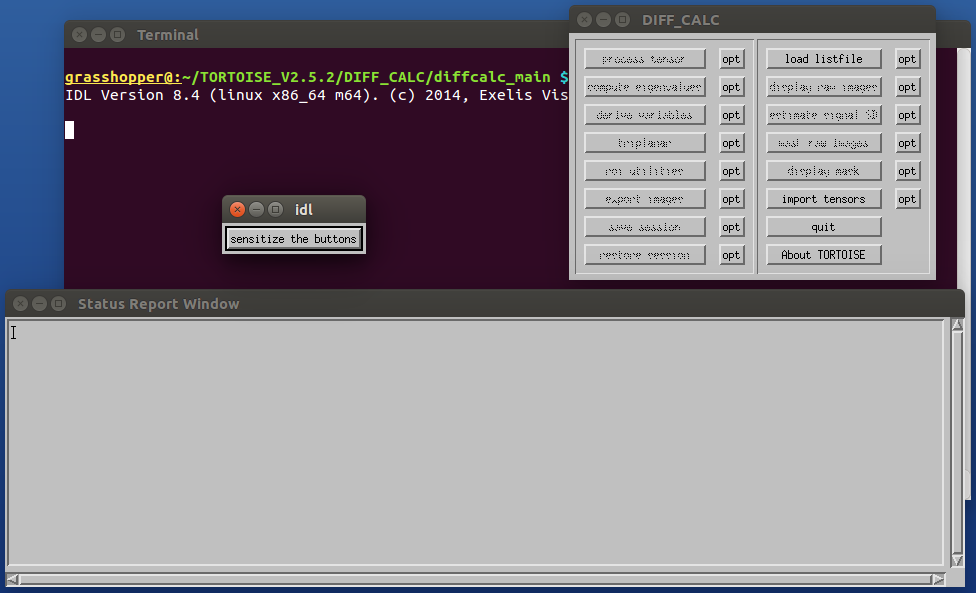 Terminal
grasshopper@:~/TORTOISE_V2.5.2/DIFF_CALC/diffcalc_main $
IDL Version 8.4 (linux x86_64 m64). (c) 2014, Exelis Vis
DIFF_CALC
process tensor opt
compute eigenvalues opt
derive variables opt
triplanar opt
roi utilities opt
export images opt
save session opt
restore session opt
load listfile opt
display raw images opt
estimate signal SD opt
mask raw images opt
display mask opt
import tensors opt
quit
About TORTOISE
idl
sensitize the buttons
Status Report Window